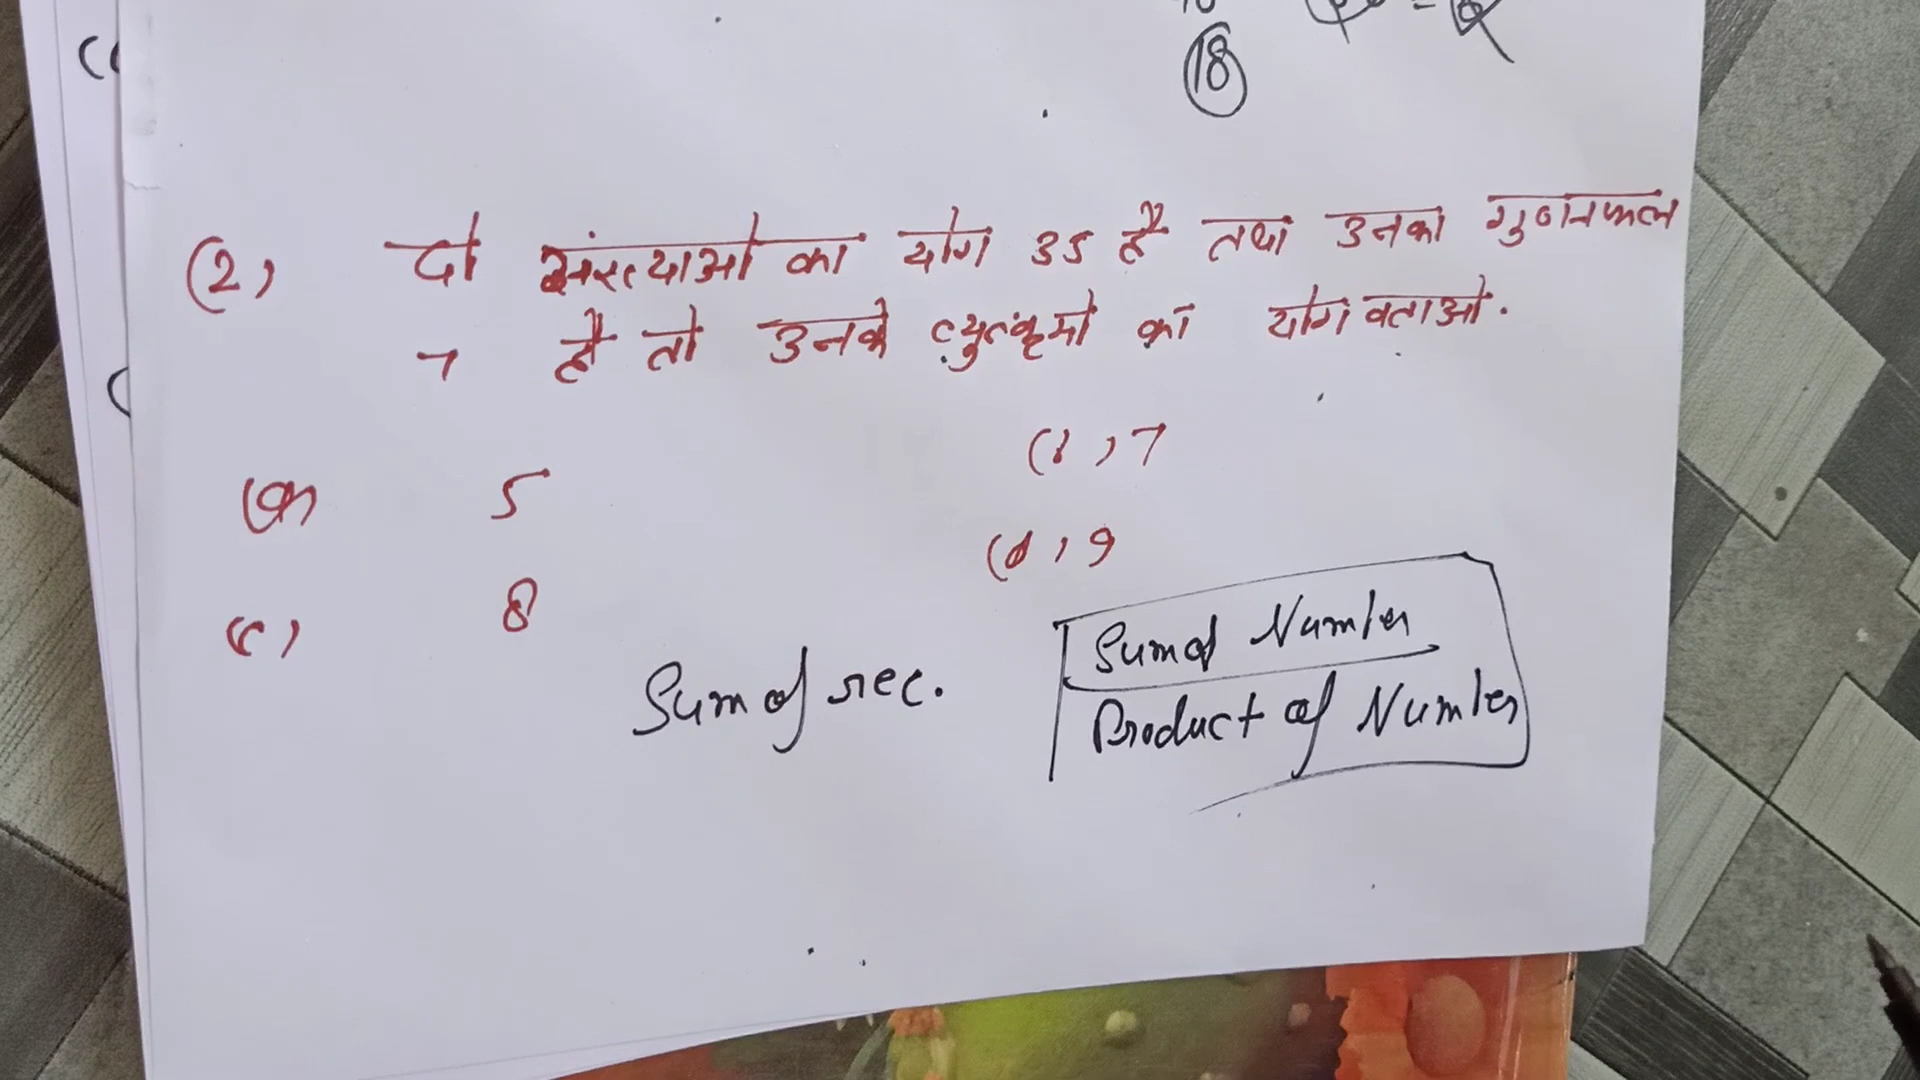 18
(2) दो संख्याओ का योग 35 है तथा उनका गुणनफल
7 है तो उनके व्युत्क्रमो का योग बताओ.
5
(b) 7
(c) 8
(d) 9
Sum of rec.
Sum of Number
Product of Number